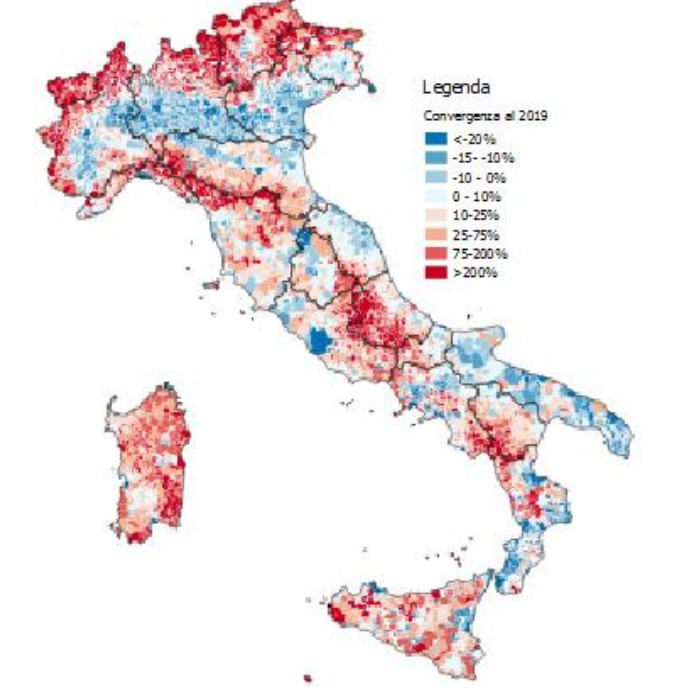 Legenda
Convergenza al 2019
<-20%
-15- -10%
-10 - 0%
0 - 10%
10-25%
25-75%
75-200%
>200%